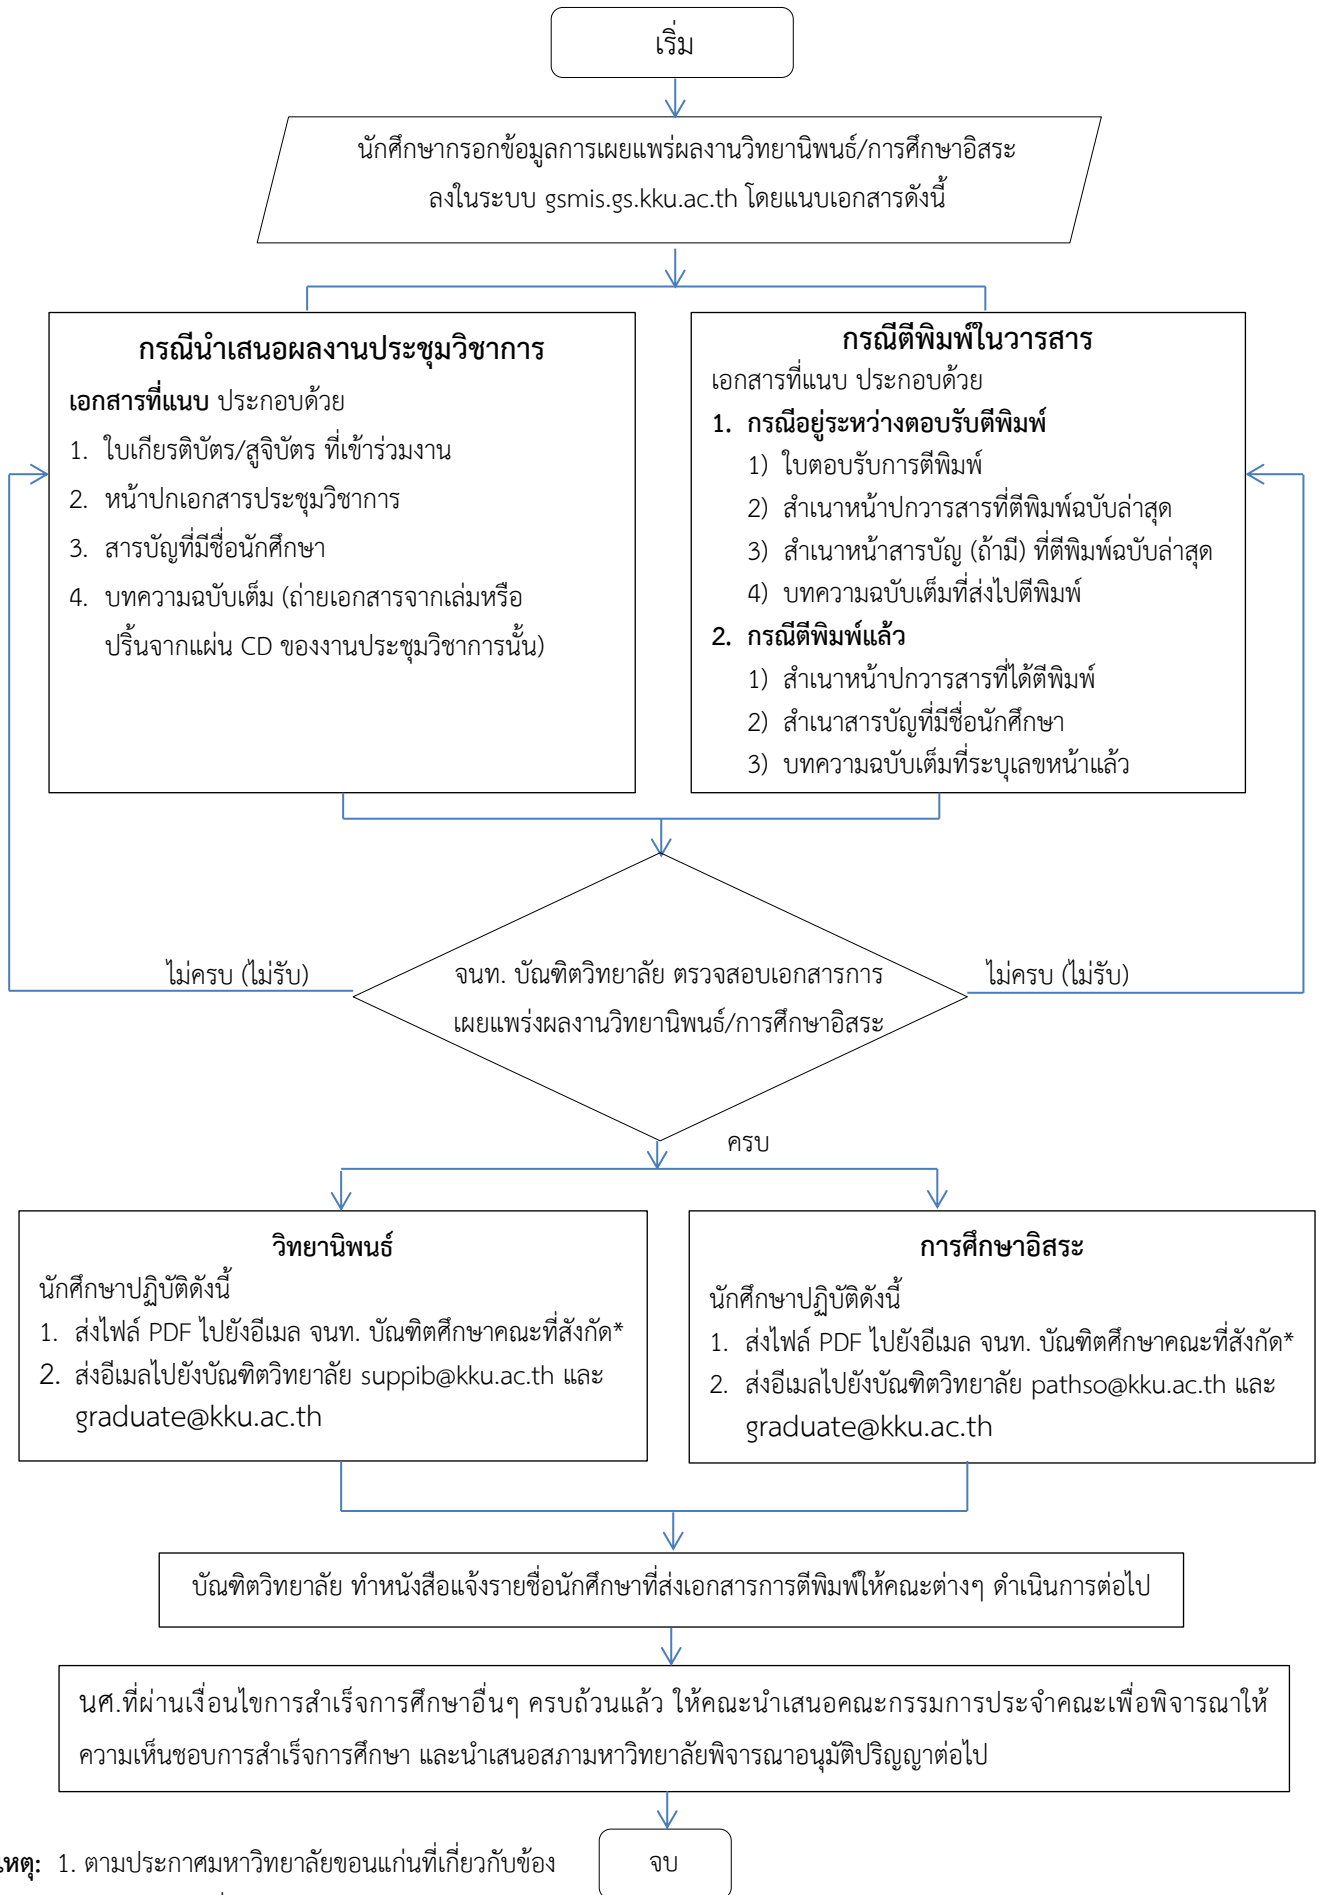 เริ่ม
นักศึกษากรอกข้อมูลการเผยแพร่ผลงานวิทยานิพนธ์/การศึกษาอิสระ
ลงในระบบ gsmis.gs.kku.ac.th โดยแนบเอกสารดังนี้
กรณีนำเสนอผลงานประชุมวิชาการ
เอกสารที่แนบ ประกอบด้วย
1. ใบเกียรติบัตร/สูจิบัตร ที่เข้าร่วมงาน
2. หน้าปกเอกสารประชุมวิชาการ
3. สารบัญที่มีชื่อนักศึกษา
4. บทความฉบับเต็ม (ถ่ายเอกสารจากเล่มหรือ
ปริ้นจากแผ่น CD ของงานประชุมวิชาการนั้น)
กรณีตีพิมพ์ในวารสาร
เอกสารที่แนบ ประกอบด้วย
1. กรณีอยู่ระหว่างตอบรับตีพิมพ์
1) ใบตอบรับการตีพิมพ์
2) สำเนาหน้าปกวารสารที่ตีพิมพ์ฉบับล่าสุด
3) สำเนาหน้าสารบัญ (ถ้ามี) ที่ตีพิมพ์ฉบับล่าสุด
4) บทความฉบับเต็มที่ส่งไปตีพิมพ์
2. กรณีตีพิมพ์แล้ว
1) สำเนาหน้าปกวารสารที่ได้ตีพิมพ์
2) สำเนาสารบัญที่มีชื่อนักศึกษา
3) บทความฉบับเต็มที่ระบุเลขหน้าแล้ว
ไม่ครบ (ไม่รับ)
จนท. บัณฑิตวิทยาลัย ตรวจสอบเอกสารการ
เผยแพร่งผลงานวิทยานิพนธ์/การศึกษาอิสระ
ไม่ครบ (ไม่รับ)
ครบ
วิทยานิพนธ์
นักศึกษาปฏิบัติดังนี้
1. ส่งไฟล์ PDF ไปยังอีเมล จนท. บัณฑิตศึกษาคณะที่สังกัด*
2. ส่งอีเมลไปยังบัณฑิตวิทยาลัย suppib@kku.ac.th และ
graduate@kku.ac.th
การศึกษาอิสระ
นักศึกษาปฏิบัติดังนี้
1. ส่งไฟล์ PDF ไปยังอีเมล จนท. บัณฑิตศึกษาคณะที่สังกัด*
2. ส่งอีเมลไปยังบัณฑิตวิทยาลัย pathso@kku.ac.th และ
graduate@kku.ac.th
บัณฑิตวิทยาลัย ทำหนังสือแจ้งรายชื่อนักศึกษาที่ส่งเอกสารการตีพิมพ์ให้คณะต่างๆ ดำเนินการต่อไป
นศ.ที่ผ่านเงื่อนไขการสำเร็จการศึกษาอื่นๆ ครบถ้วนแล้ว ให้คณะนำเสนอคณะกรรมการประจำคณะเพื่อพิจารณาให้
ความเห็นชอบการสำเร็จการศึกษา และนำเสนอสภามหาวิทยาลัยพิจารณาอนุมัติปริญญาต่อไป
จบ
เหตุ: 1. ตามประกาศมหาวิทยาลัยขอนแก่นที่เกี่ยวกับข้อง